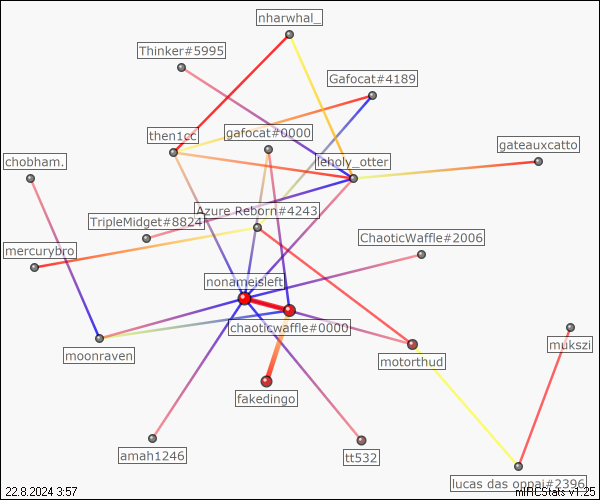 nharwhal_
Thinker#5995
Gafocat#4189
then1cc
gafocat#0000
gateauxcatto
chobham.
leholy_otter
Azure Reborn#4243
TripleMidget#8824
ChaoticWaffle#2006
mercurybro
nonameisleft
chaoticwaffle#0000
mukszi
moonraven
motorthud
fakedingo
amah1246
tt532
lucas das oppai#2396
22.8.2024 3:57
mIRCStats v1.25